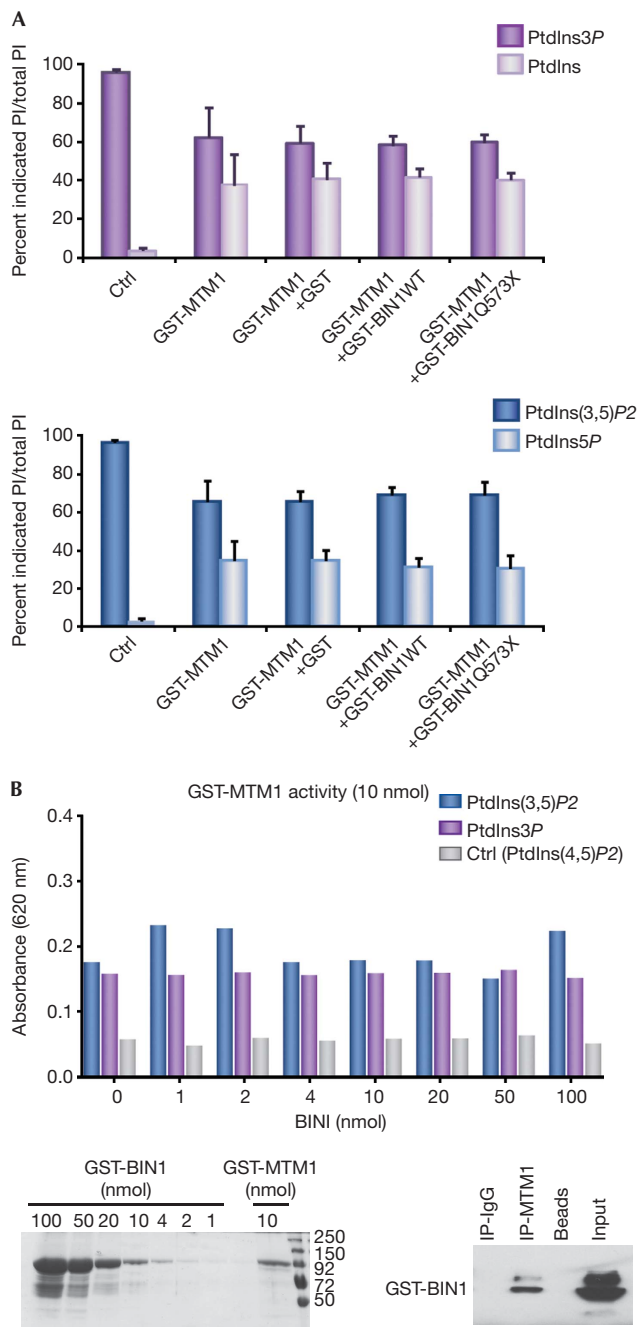 A
Percent indicated PI/total PI
100
80
60
40
20
0
PtdIns3P
PtdIns
Ctrl
GST-MTM1
GST-MTM1
+GST
GST-MTM1
+GST-BIN1WT
GST-MTM1
+GST-BIN1Q573X
Percent indicated PI/total PI
100
80
60
40
20
0
PtdIns(3,5)P2
PtdIns5P
Ctrl
GST-MTM1
GST-MTM1
+GST
GST-MTM1
+GST-BIN1WT
GST-MTM1
+GST-BIN1Q573X
B
GST-MTM1 activity (10 nmol)
PtdIns(3,5)P2
PtdIns3P
Ctrl (PtdIns(4,5)P2)
Absorbance (620 nm)
0.4
0.3
0.2
0.1
0.0
0 1 2 4 10 20 50 100
BINI (nmol)
GST-BIN1
(nmol)
GST-MTM1
(nmol)
100 50 20 10 4 2 1 10
250
150
92
72
50
IP-IgG
IP-MTM1
Beads
Input
GST-BIN1